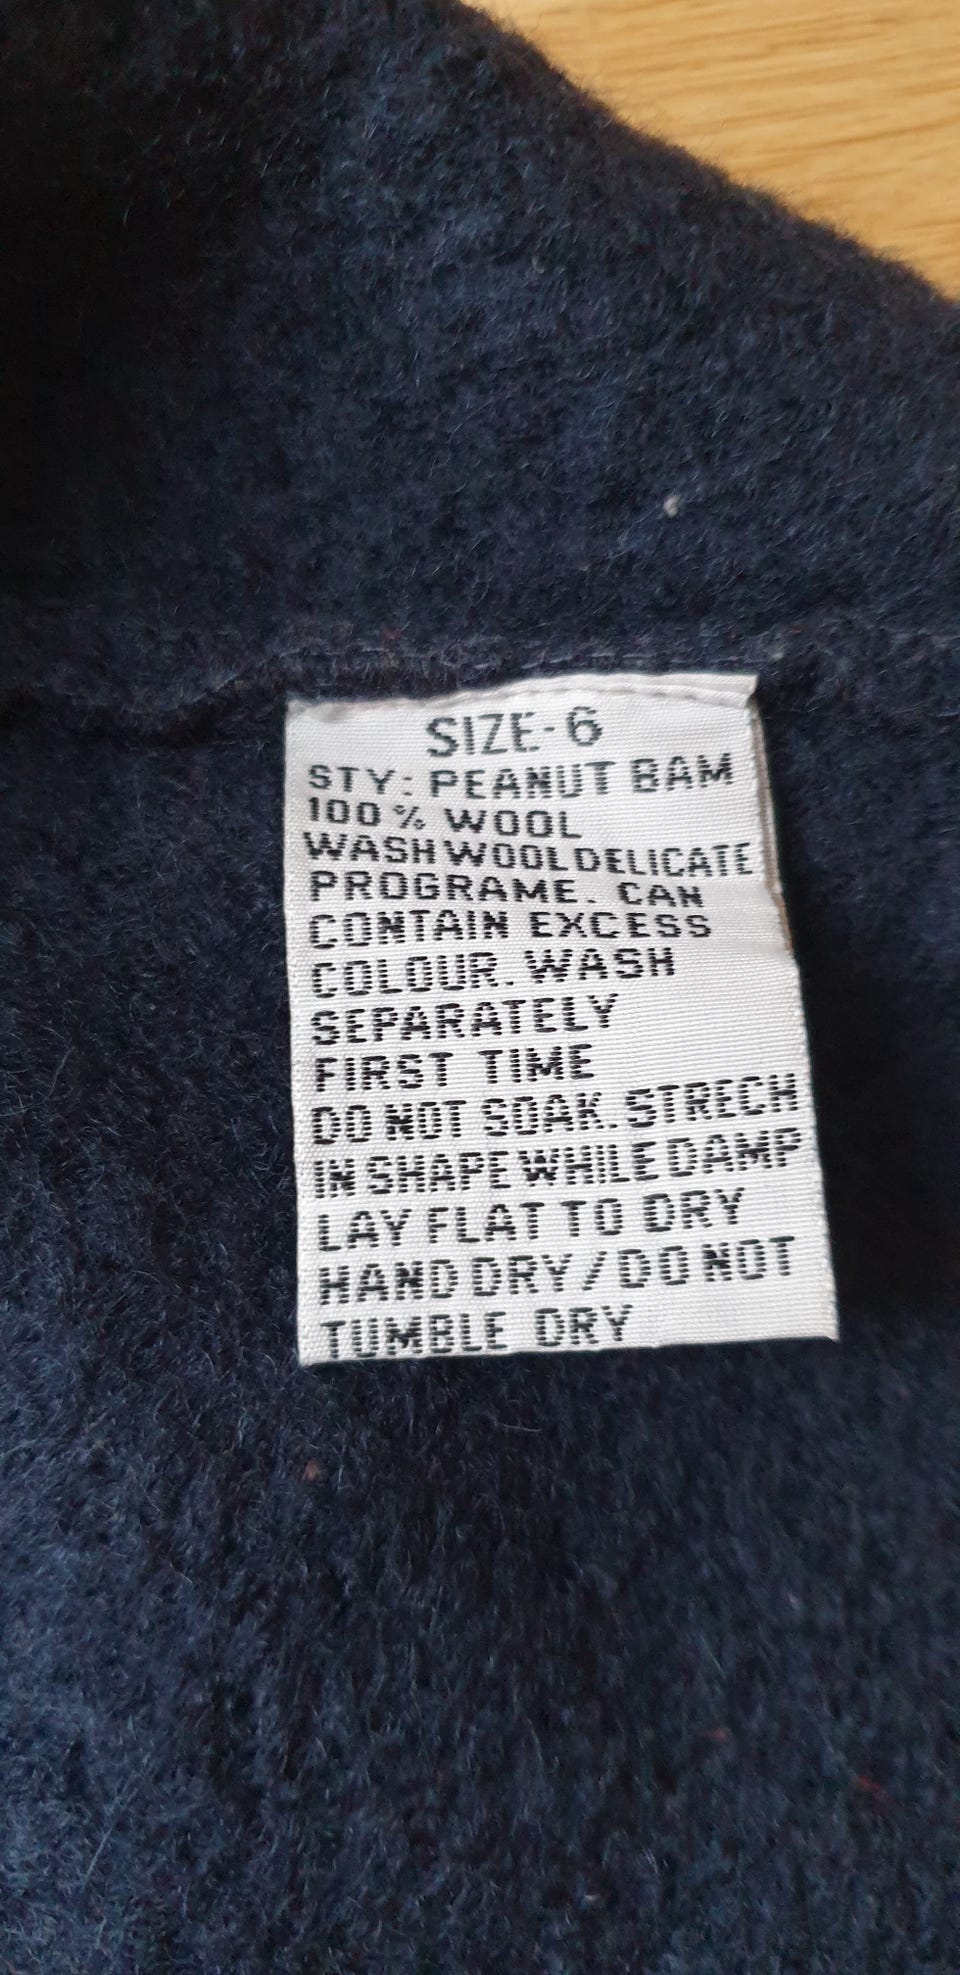 SIZE-6
STY: PEANUT BAM
100% WOOL
WASH WOOL DELICATE
PROGRAME. CAN
CONTAIN EXCESS
COLOUR. WASH
SEPARATELY
FIRST TIME
DO NOT SOAK. STRECH
IN SHAPE WHILE DAMP
LAY FLAT TO DRY
HAND DRY/DO NOT
TUMBLE DRY